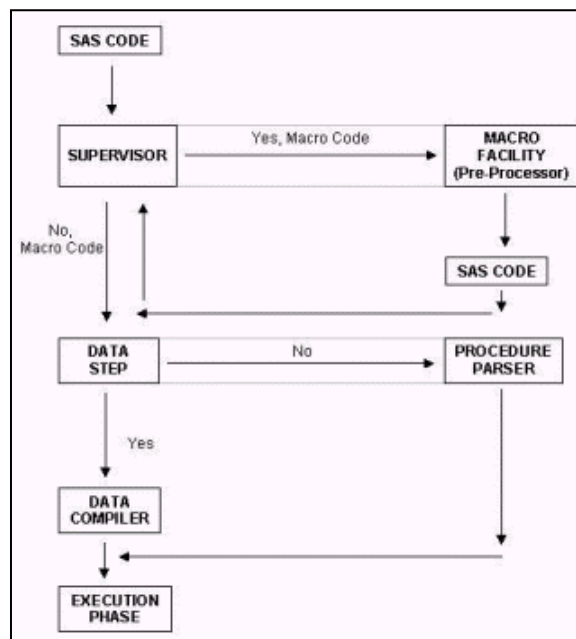 SAS CODE
SUPERVISOR
Yes, Macro Code
MACRO
FACILITY
(Pre-Processor)
No,
Macro Code
SAS CODE
DATA
STEP
No
PROCEDURE
PARSER
Yes
DATA
COMPILER
EXECUTION
PHASE